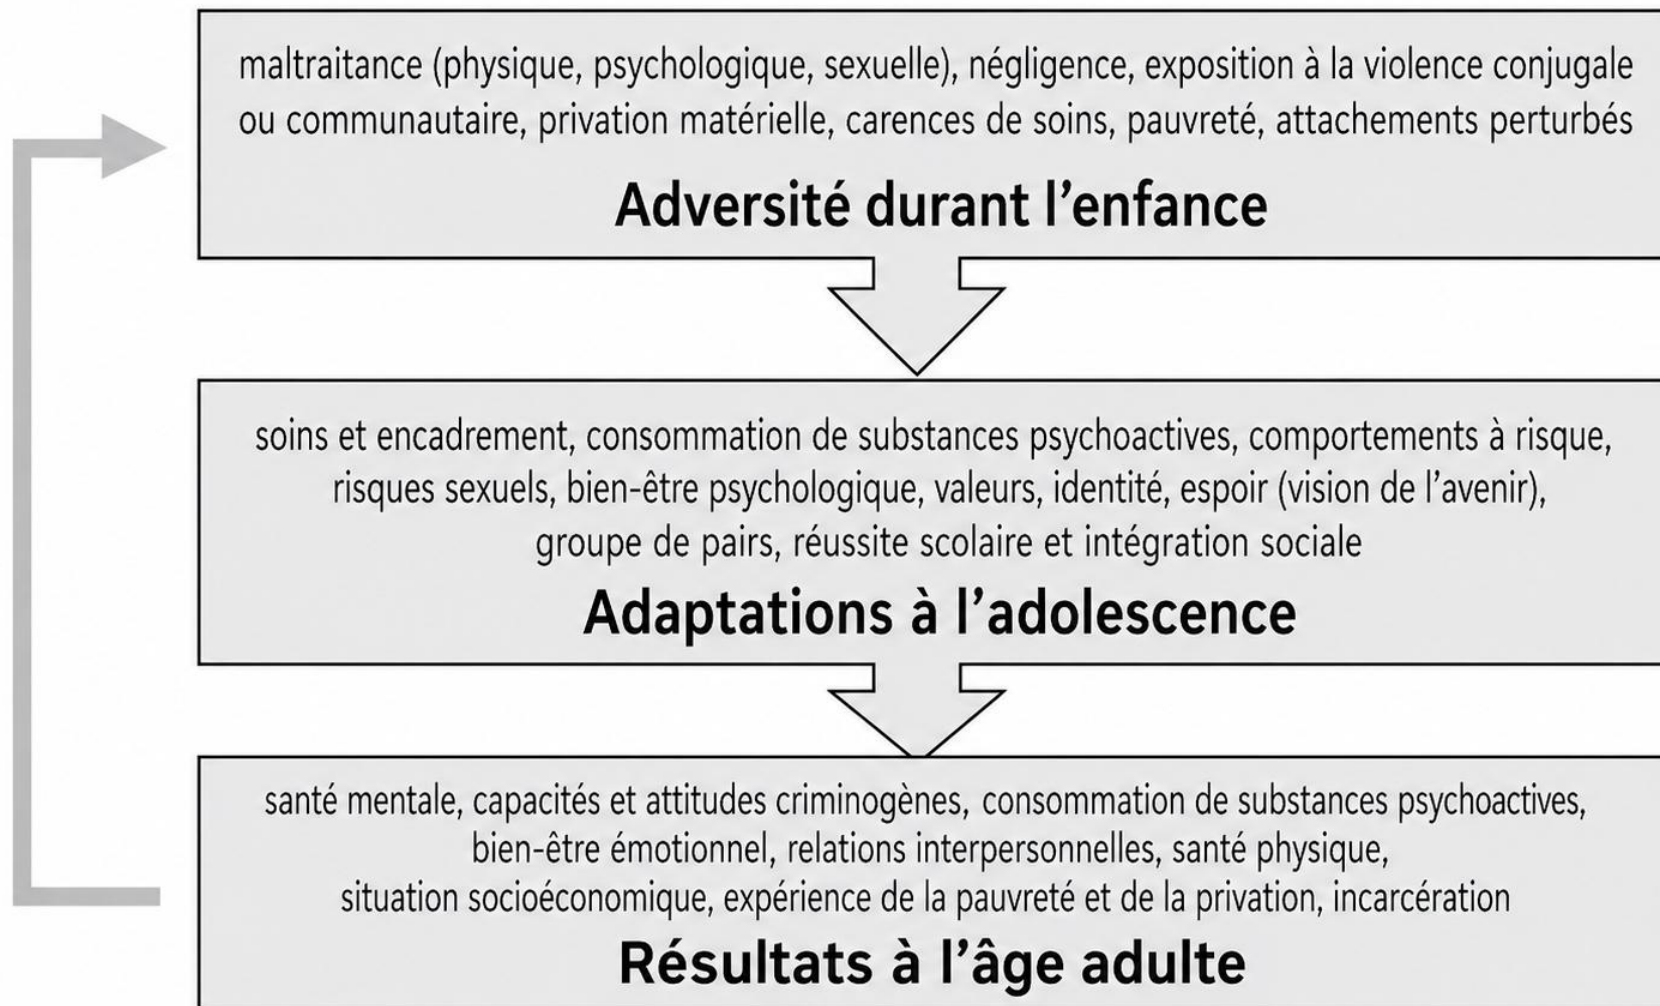 maltraitance (physique, psychologique, sexuelle), négligence, exposition à la violence conjugale
ou communautaire, privation matérielle, carences de soins, pauvreté, attachements perturbés
Adversité durant l’enfance
soins et encadrement, consommation de substances psychoactives, comportements à risque,
risques sexuels, bien-être psychologique, valeurs, identité, espoir (vision de l’avenir),
groupe de pairs, réussite scolaire et intégration sociale
Adaptations à l’adolescence
santé mentale, capacités et attitudes criminogènes, consommation de substances psychoactives,
bien-être émotionnel, relations interpersonnelles, santé physique,
situation socioéconomique, expérience de la pauvreté et de la privation, incarcération
Résultats à l’âge adulte